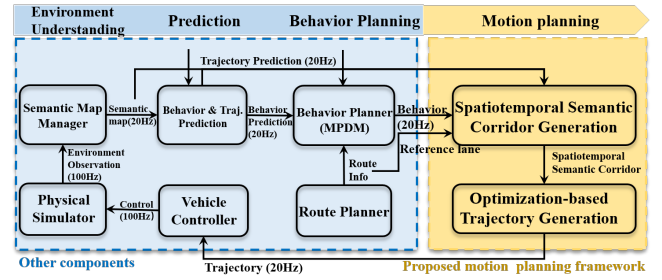 Environment
Understanding
Prediction
Behavior Planning
Motion planning
Trajectory Prediction (20Hz)
Semantic Map
Manager
Semantic
map(20Hz)
Behavior & Traj.
Prediction
Behavior
Prediction
(20Hz)
Behavior Planner
(MPDM)
Behavior
(20Hz)
Reference lane
Spatiotemporal Semantic
Corridor Generation
Environment
Observation
(100Hz)
Route
Info
Spatiotemporal
Semantic Corridor
Physical
Simulator
Control
(100Hz)
Vehicle
Controller
Route Planner
Optimization-based
Trajectory Generation
Other components
Trajectory (20Hz)
Proposed motion planning framework